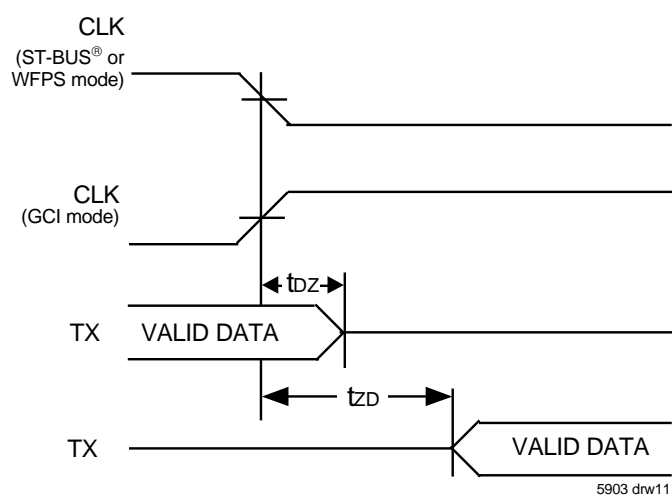 CLK
(ST-BUS® or
WFPS mode)
CLK
(GCI mode)
tDZ
TX
VALID DATA
tZD
TX
VALID DATA
5903 drw11